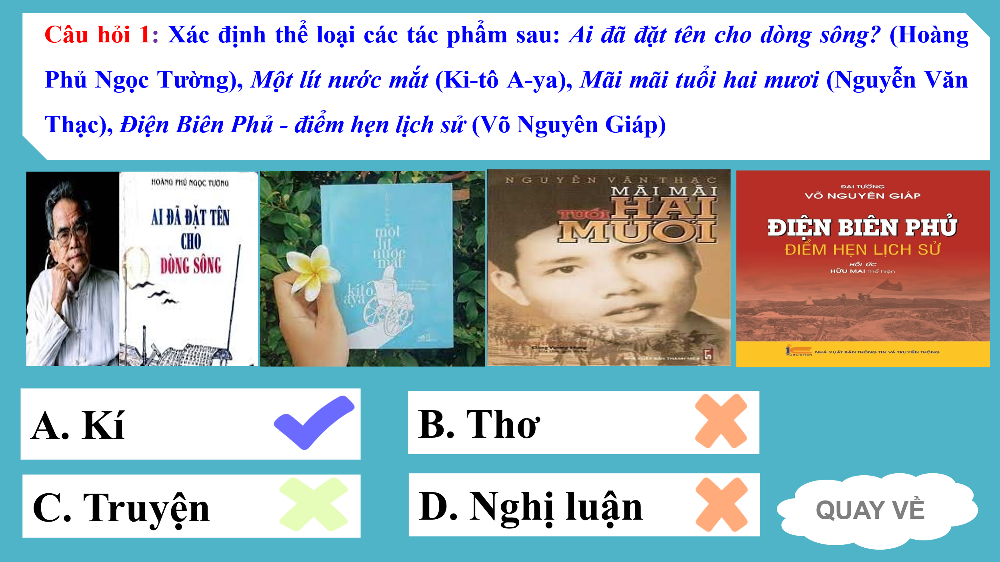 Câu hỏi 1: Xác định thể loại các tác phẩm sau: Ai đã đặt tên cho dòng sông? (Hoàng
Phủ Ngọc Tường), Một lít nước mắt (Ki-tô A-ya), Mãi mãi tuổi hai mươi (Nguyễn Văn
Thạc), Điện Biên Phủ - điểm hẹn lịch sử (Võ Nguyên Giáp)
HOÀNG PHỦ NGỌC TƯỜNG
AI ĐÃ ĐẶT TÊN
CHO
DÒNG SÔNG
một
lít
nước
mắt
kitô
aya
NGUYỄN VĂN THẠC
MÃI MÃI
TUỔI HAI
MƯƠI
ĐẠI TƯỚNG
VÕ NGUYÊN GIÁP
ĐIỆN BIÊN PHỦ
ĐIỂM HẸN LỊCH SỬ
HỒI ỨC
HỮU MAI thể hiện
PUBLISHER
NHÀ XUẤT BẢN THÔNG TIN VÀ TRUYỀN THÔNG
A. Kí
B. Thơ
C. Truyện
D. Nghị luận
QUAY VỀ